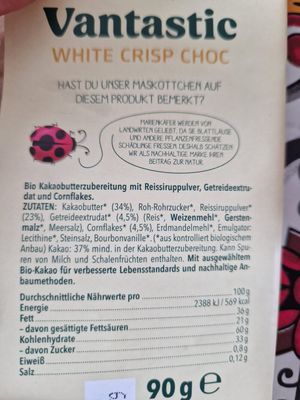 Vantastic
WHITE CRISP CHOC
HAST DU UNSER MASKOTTCHEN AUF
DIESEM PRODUKT BEMERKT?
MARIENKÄFER WERDEN VON
LANDWIRTEN GELIEBT, DA SIE BLATTLÄUSE
UND ANDERE PFLANZENFRESSENDE
SCHÄDLINGE FRESSEN. DESHALB SCHÄTZEN
WIR ALS NACHHALTIGE MARKE IHREN
BEITRAG ZUR NATUR.
Bio Kakaobutterzubereitung mit Reissiruppulver, Getreideextru-
dat und Cornflakes.
ZUTATEN: Kakaobutter* (34%), Roh-Rohrzucker*, Reissiruppulver*
(23%), Getreideextrudat* (4,5%) (Reis*, Weizenmehl*, Gersten-
malz*, Meersalz), Cornflakes* (4,5%), Erdmandelmehl*, Emulgator:
Lecithine*, Steinsalz, Bourbonvanille*. (*aus kontrolliert biologischem
Anbau) Kakao: 37% mind. in der Kakaobutterzubereitung. Kann Spu-
ren von Milch und Schalenfrüchten enthalten. Mit ausgewähltem
Bio-Kakao für verbesserte Lebensstandards und nachhaltige An-
baumethoden.
Durchschnittliche Nährwerte pro 100g
Energie 2388 kJ/569 kcal
Fett 36g
– davon gesättigte Fettsäuren 21g
Kohlenhydrate 60g
– davon Zucker 33g
Eiweiß 0,8g
Salz 0,12g
90 g e